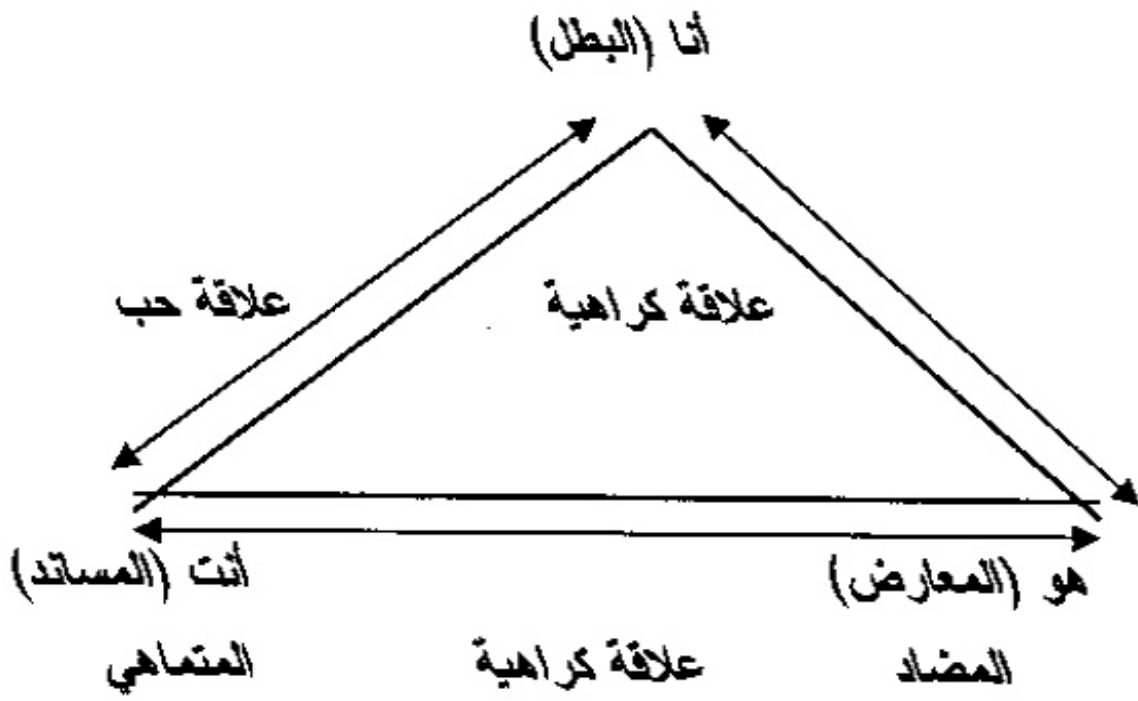 أنا (البطل)
علاقة كراهية
علاقة حب
هو (المعارض)
أنت (المساند)
المضاد
علاقة كراهية
المتماهي